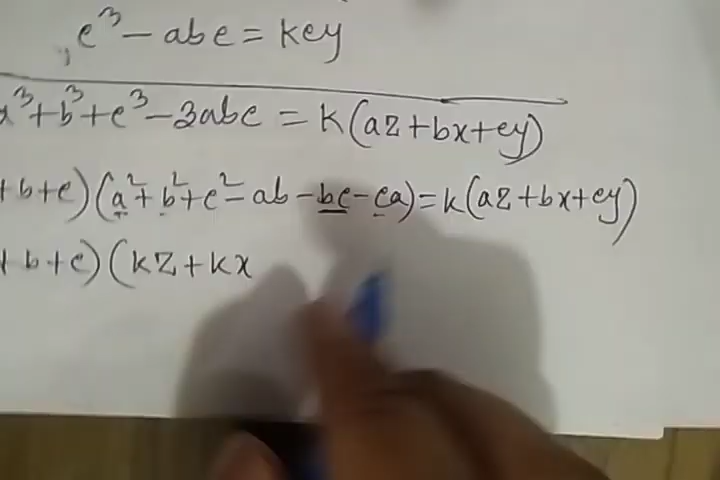 , c³ - abc = kcy
x³ + b³ + c³ - 3abc = k(az + bx + cy)
+ b + c) (a² + b² + c² - ab - bc - ca) = k(az + bx + cy)
+ b + c) (kz + kx